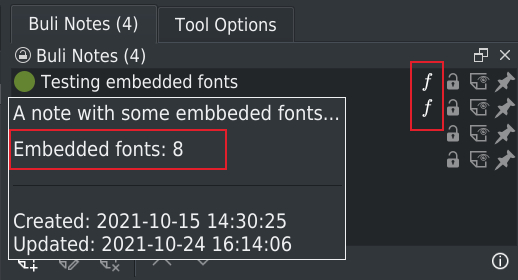 Buli Notes (4)
Tool Options
Buli Notes (4)
Testing embedded fonts
A note with some embbeded fonts...
Embedded fonts: 8
Created: 2021-10-15 14:30:25
Updated: 2021-10-24 16:14:06